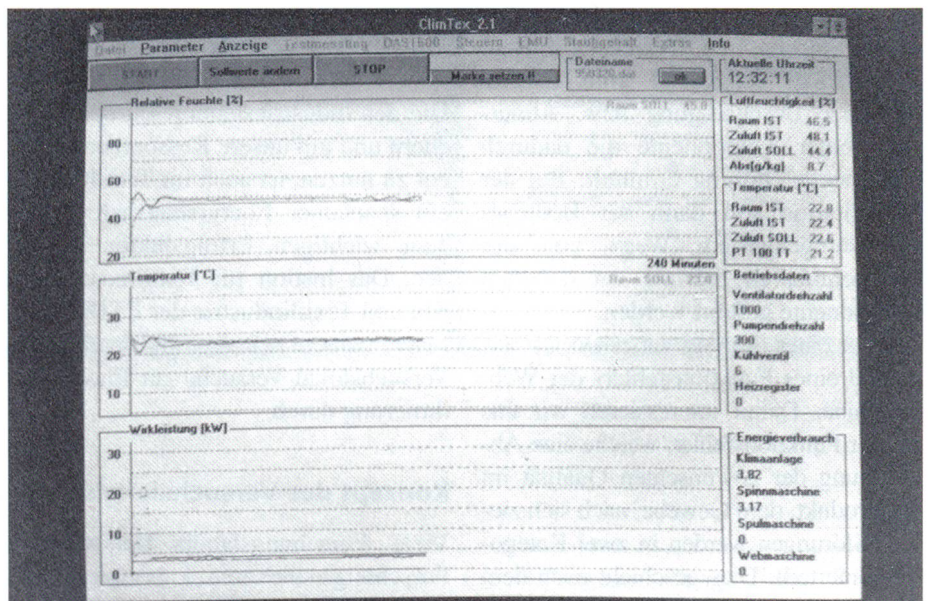 ClimTex_2.1
Datei Parameter Anzeige Testmessung DAS1600 Steuern EMU Staubgehalt Extras Info
START Sollwerte ändern STOP Marke setzen !!
Dateiname
950320.dat ok
Aktuelle Uhrzeit
12:32:11
Relative Feuchte [%]
Raum SOLL 45.0
80
60
40
20
240 Minuten
Luftfeuchtigkeit [%]
Raum IST 46.5
Zuluft IST 48.1
Zuluft SOLL 44.4
Abs[g/kg] 8.7
Temperatur [°C]
Raum SOLL 23.0
30
20
10
Temperatur [°C]
Raum IST 22.8
Zuluft IST 22.4
Zuluft SOLL 22.6
PT 100 TT 21.2
Betriebsdaten
Ventilatordrehzahl
1000
Pumpendrehzahl
300
Kühlventil
6
Heizregister
0
Wirkleistung [kW]
30
20
10
0
Energieverbrauch
Klimaanlage
3.82
Spinnmaschine
3.17
Spulmaschine
0.
Webmaschine
0.